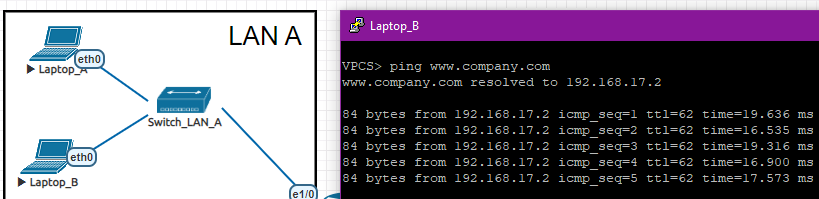 LAN A
eth0
Laptop_A
Switch_LAN_A
eth0
Laptop_B
e1/0
Laptop_B
VPCS> ping www.company.com
www.company.com resolved to 192.168.17.2
84 bytes from 192.168.17.2 icmp_seq=1 ttl=62 time=19.636 ms
84 bytes from 192.168.17.2 icmp_seq=2 ttl=62 time=16.535 ms
84 bytes from 192.168.17.2 icmp_seq=3 ttl=62 time=19.316 ms
84 bytes from 192.168.17.2 icmp_seq=4 ttl=62 time=16.900 ms
84 bytes from 192.168.17.2 icmp_seq=5 ttl=62 time=17.573 ms